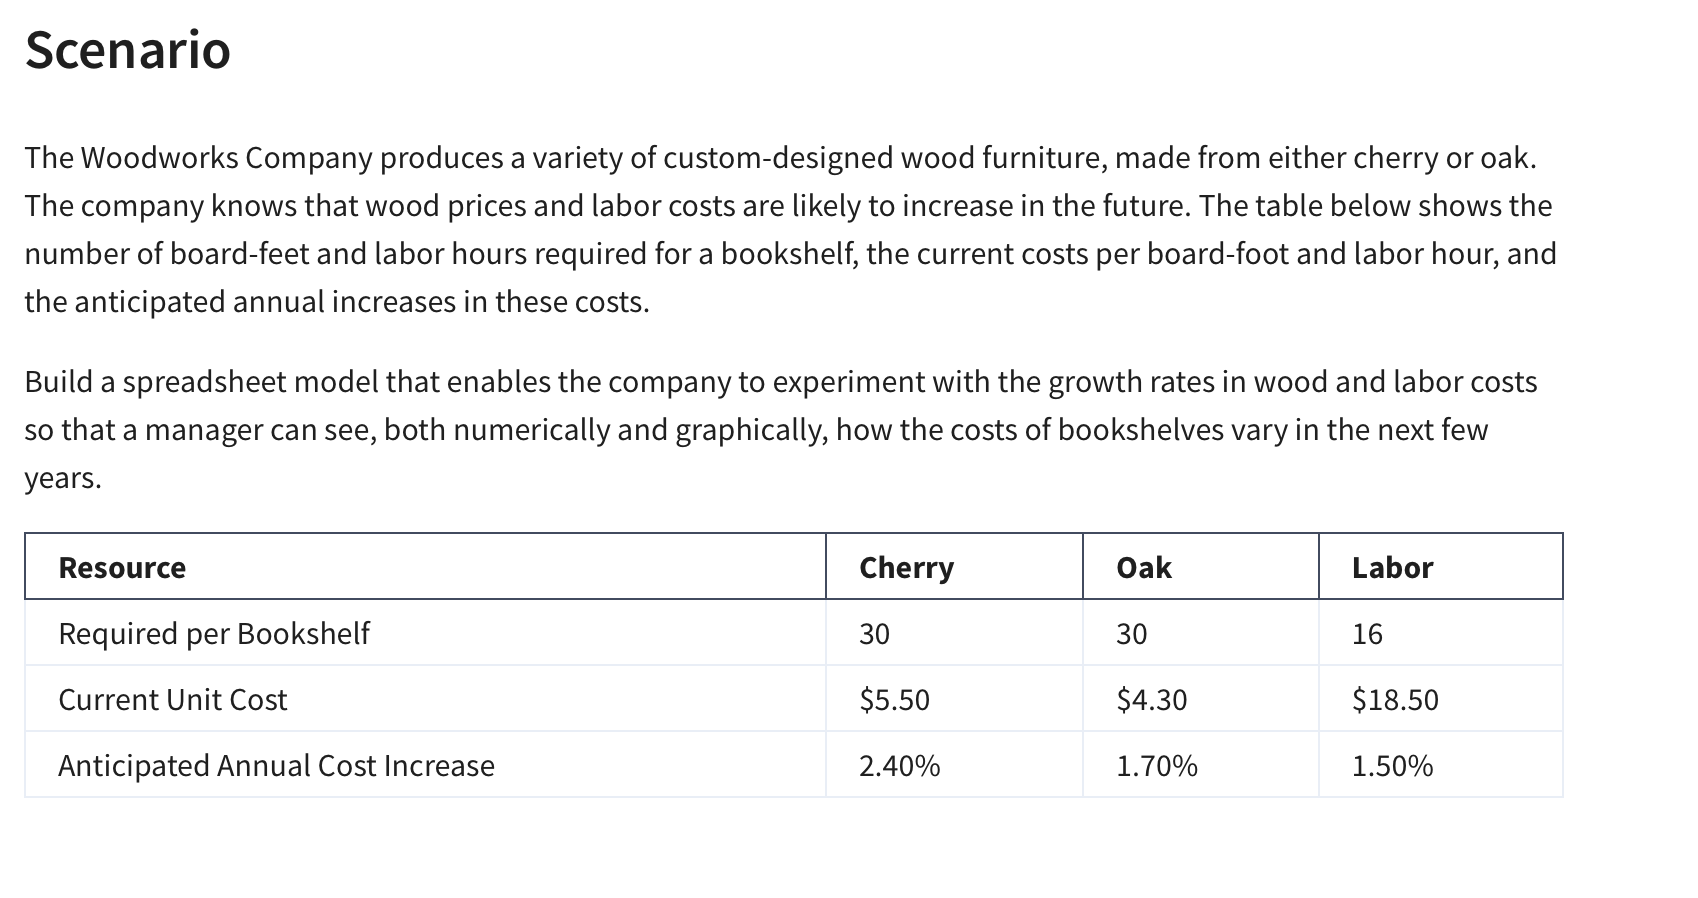 Scenario
The Woodworks Company produces a variety of custom-designed wood furniture, made from either cherry or oak.
The company knows that wood prices and labor costs are likely to increase in the future. The table below shows the
number of board-feet and labor hours required for a bookshelf, the current costs per board-foot and labor hour, and
the anticipated annual increases in these costs.
Build a spreadsheet model that enables the company to experiment with the growth rates in wood and labor costs
so that a manager can see, both numerically and graphically, how the costs of bookshelves vary in the next few
years.
Resource Cherry Oak Labor
Required per Bookshelf 30 30 16
Current Unit Cost $5.50 $4.30 $18.50
Anticipated Annual Cost Increase 2.40% 1.70% 1.50%